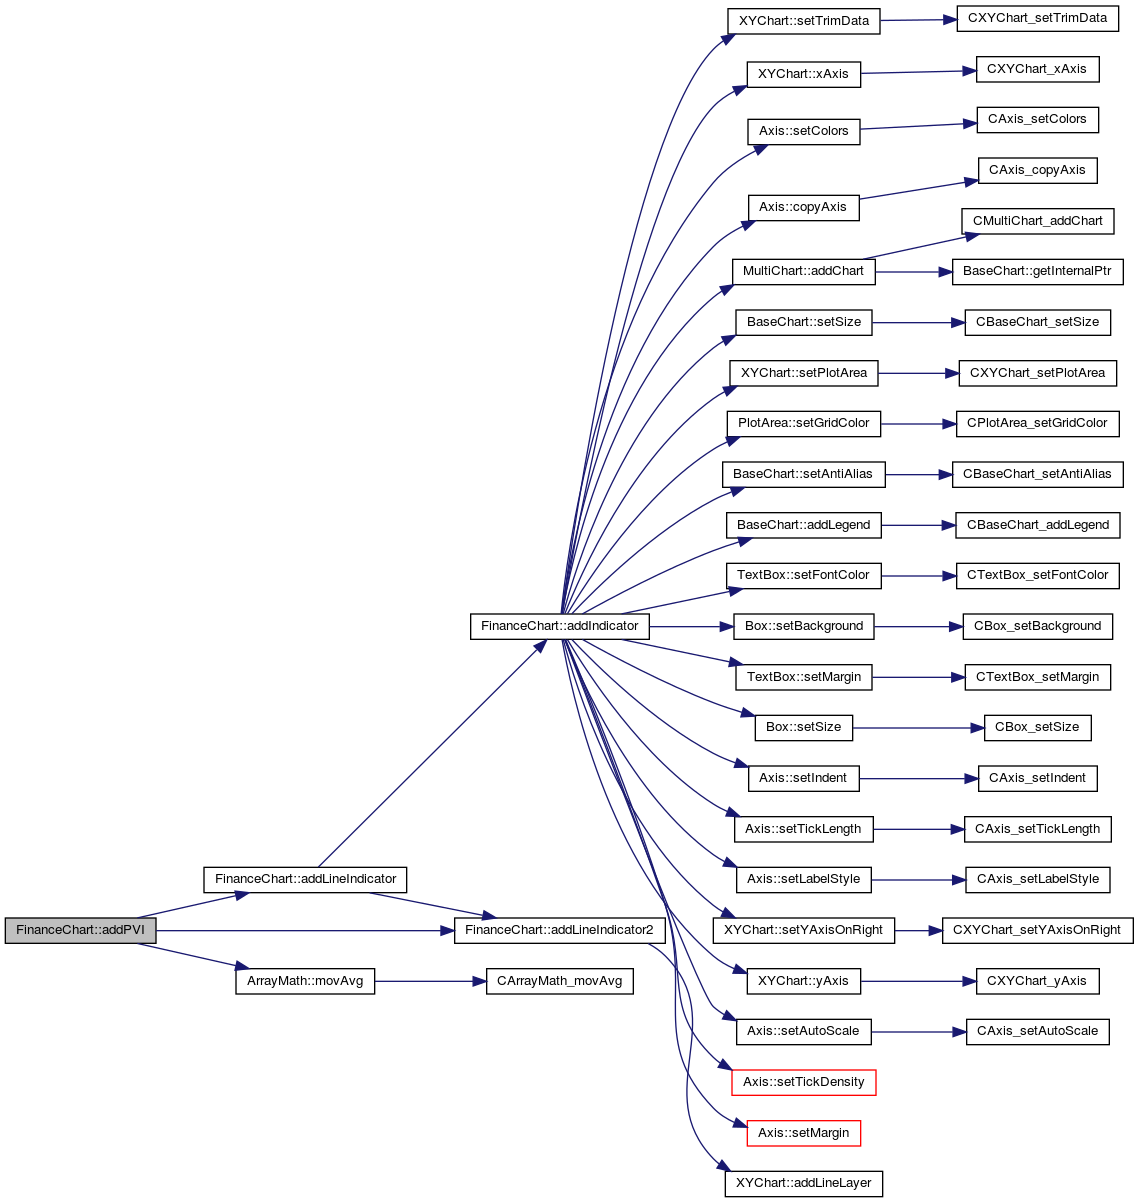 XYChart::setTrimData
CXYChart_setTrimData
XYChart::xAxis
CXYChart_xAxis
Axis::setColors
CAxis_setColors
Axis::copyAxis
CAxis_copyAxis
MultiChart::addChart
CMultiChart_addChart
BaseChart::getInternalPtr
BaseChart::setSize
CBaseChart_setSize
XYChart::setPlotArea
CXYChart_setPlotArea
PlotArea::setGridColor
CPlotArea_setGridColor
BaseChart::setAntiAlias
CBaseChart_setAntiAlias
BaseChart::addLegend
CBaseChart_addLegend
TextBox::setFontColor
CTextBox_setFontColor
FinanceChart::addIndicator
Box::setBackground
CBox_setBackground
TextBox::setMargin
CTextBox_setMargin
Box::setSize
CBox_setSize
Axis::setIndent
CAxis_setIndent
Axis::setTickLength
CAxis_setTickLength
FinanceChart::addLineIndicator
Axis::setLabelStyle
CAxis_setLabelStyle
FinanceChart::addPVI
FinanceChart::addLineIndicator2
XYChart::setYAxisOnRight
CXYChart_setYAxisOnRight
ArrayMath::movAvg
CArrayMath_movAvg
XYChart::yAxis
CXYChart_yAxis
Axis::setAutoScale
CAxis_setAutoScale
Axis::setTickDensity
Axis::setMargin
XYChart::addLineLayer